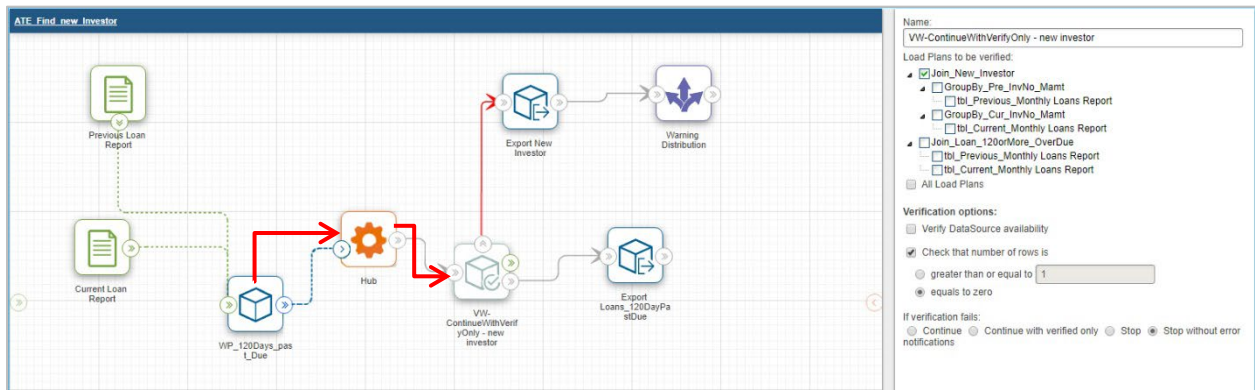 ATE_Find_new_Investor
Previous Loan
Report
Current Loan
Report
WP_120Days_pas
t_Due
Hub
VW-
ContinueWithVerif
yOnly - new
investor
Export New
Investor
Warning
Distribution
Export
Loans_120DayPa
stDue
Name:
VW-ContinueWithVerifyOnly - new investor
Load Plans to be verified:
Join_New_Investor
GroupBy_Pre_InvNo_Mamt
tbl_Previous_Monthly Loans Report
GroupBy_Cur_InvNo_Mamt
tbl_Current_Monthly Loans Report
Join_Loan_120orMore_OverDue
tbl_Previous_Monthly Loans Report
tbl_Current_Monthly Loans Report
All Load Plans
Verification options:
Verify DataSource availability
Check that number of rows is
greater than or equal to 1
equals to zero
If verification fails:
Continue Continue with verified only Stop Stop without error
notifications